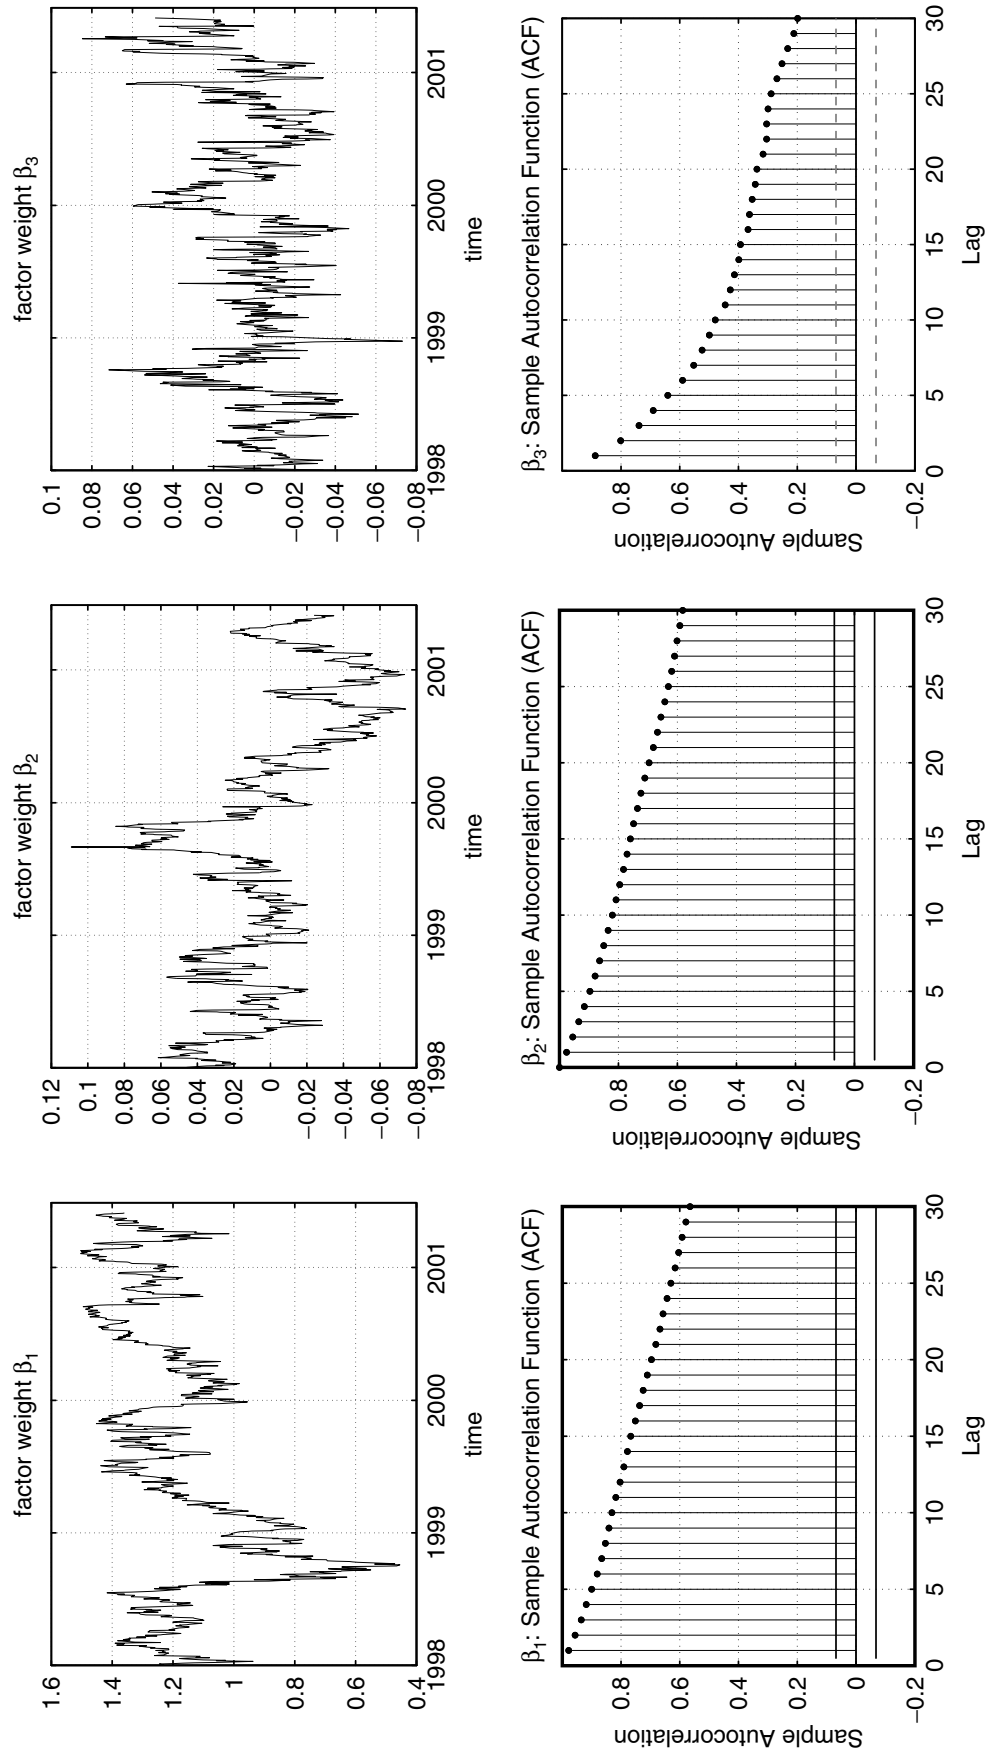 factor weight β1
1.6
1.4
1.2
1
0.8
0.6
0.4
1998 1999 2000 2001
time
factor weight β2
0.12
0.1
0.08
0.06
0.04
0.02
0
−0.02
−0.04
−0.06
−0.08
1998 1999 2000 2001
time
factor weight β3
0.1
0.08
0.06
0.04
0.02
0
−0.02
−0.04
−0.06
−0.08
1998 1999 2000 2001
time
β1: Sample Autocorrelation Function (ACF)
Sample Autocorrelation
0.8
0.6
0.4
0.2
0
−0.2
0 5 10 15 20 25 30
Lag
β2: Sample Autocorrelation Function (ACF)
Sample Autocorrelation
0.8
0.6
0.4
0.2
0
−0.2
0 5 10 15 20 25 30
Lag
β3: Sample Autocorrelation Function (ACF)
Sample Autocorrelation
0.8
0.6
0.4
0.2
0
−0.2
0 5 10 15 20 25 30
Lag